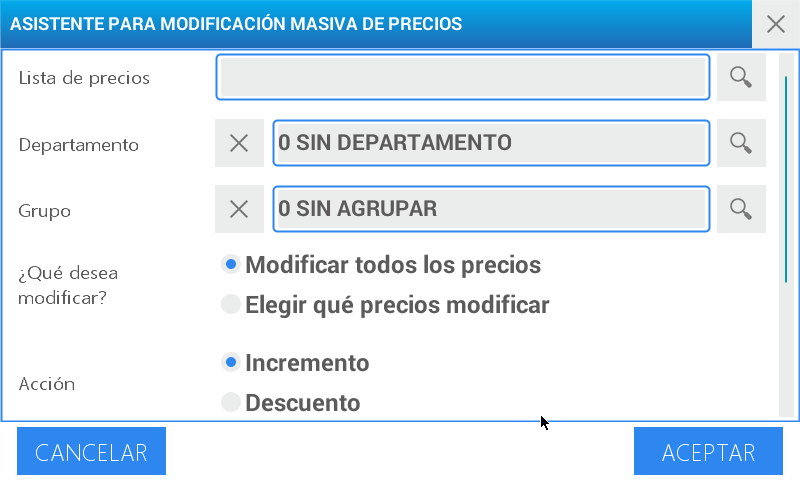 ASISTENTE PARA MODIFICACIÓN MASIVA DE PRECIOS
Lista de precios
Departamento
0 SIN DEPARTAMENTO
Grupo
0 SIN AGRUPAR
¿Qué desea
modificar?
Modificar todos los precios
Elegir qué precios modificar
Acción
Incremento
Descuento
CANCELAR
ACEPTAR